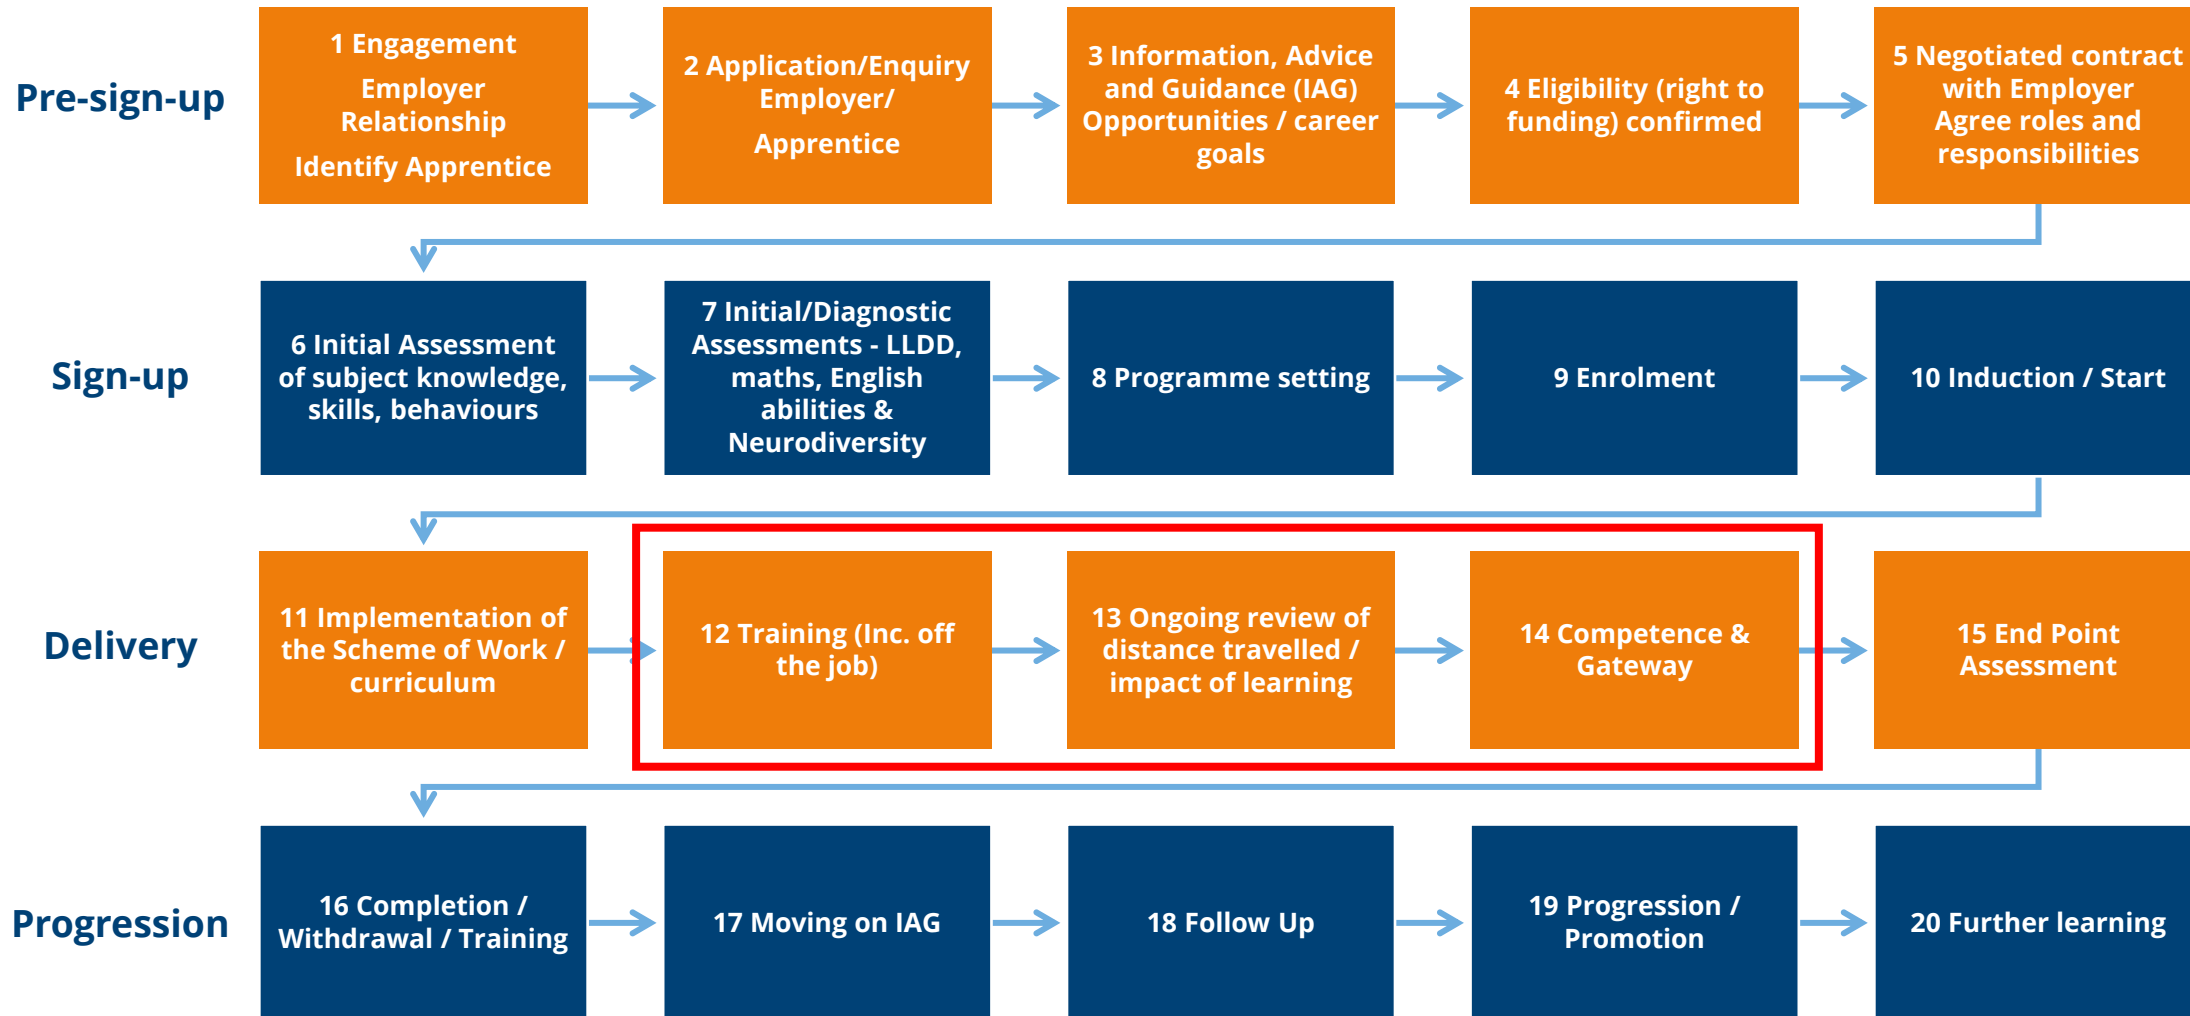 Pre-sign-up
1 Engagement
Employer
Relationship
Identify Apprentice
2 Application/Enquiry
Employer/
Apprentice
3 Information, Advice
and Guidance (IAG)
Opportunities / career
goals
4 Eligibility (right to
funding) confirmed
5 Negotiated contract
with Employer
Agree roles and
responsibilities
Sign-up
6 Initial Assessment
of subject knowledge,
skills, behaviours
7 Initial/Diagnostic
Assessments - LLDD,
maths, English
abilities &
Neurodiversity
8 Programme setting
9 Enrolment
10 Induction / Start
Delivery
11 Implementation of
the Scheme of Work /
curriculum
12 Training (Inc. off
the job)
13 Ongoing review of
distance travelled /
impact of learning
14 Competence &
Gateway
15 End Point
Assessment
Progression
16 Completion /
Withdrawal / Training
17 Moving on IAG
18 Follow Up
19 Progression /
Promotion
20 Further learning